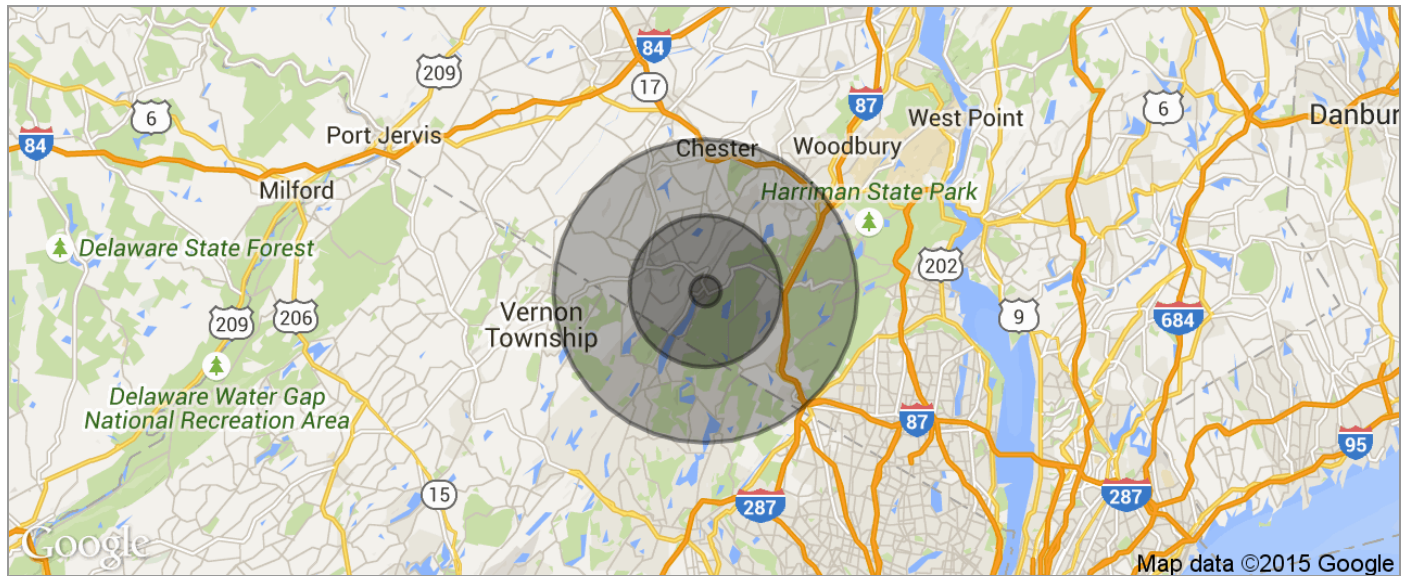 84
209
17
87
6
West Point
6
Danbur
84
Port Jervis
Chester
Woodbury
Milford
Harriman State Park
Delaware State Forest
202
209
206
Vernon
Township
9
684
Delaware Water Gap
National Recreation Area
87
95
15
287
287
Google
Map data ©2015 Google